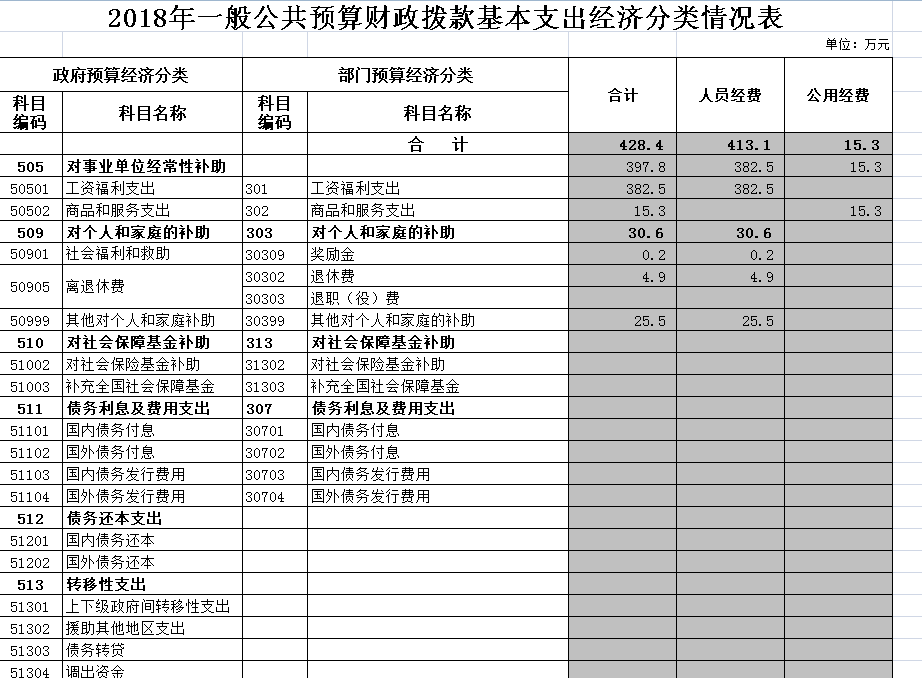 2018年一般公共预算财政拨款基本支出经济分类情况表
单位：万元
政府预算经济分类 部门预算经济分类 合计 人员经费 公用经费
科目编码 科目名称 科目编码 科目名称
合 计 428.4 413.1 15.3
505 对事业单位经常性补助 397.8 382.5 15.3
50501 工资福利支出 301 工资福利支出 382.5 382.5
50502 商品和服务支出 302 商品和服务支出 15.3 15.3
509 对个人和家庭的补助 303 对个人和家庭的补助 30.6 30.6
50901 社会福利和救助 30309 奖励金 0.2 0.2
50905 离退休费 30302 退休费 4.9 4.9
30303 退职（役）费
50999 其他对个人和家庭补助 30399 其他对个人和家庭的补助 25.5 25.5
510 对社会保障基金补助 313 对社会保障基金补助
51002 对社会保险基金补助 31302 对社会保险基金补助
51003 补充全国社会保障基金 31303 补充全国社会保障基金
511 债务利息及费用支出 307 债务利息及费用支出
51101 国内债务付息 30701 国内债务付息
51102 国外债务付息 30702 国外债务付息
51103 国内债务发行费用 30703 国内债务发行费用
51104 国外债务发行费用 30704 国外债务发行费用
512 债务还本支出
51201 国内债务还本
51202 国外债务还本
513 转移性支出
51301 上下级政府间转移性支出
51302 援助其他地区支出
51303 债务转贷
51304 调出资金